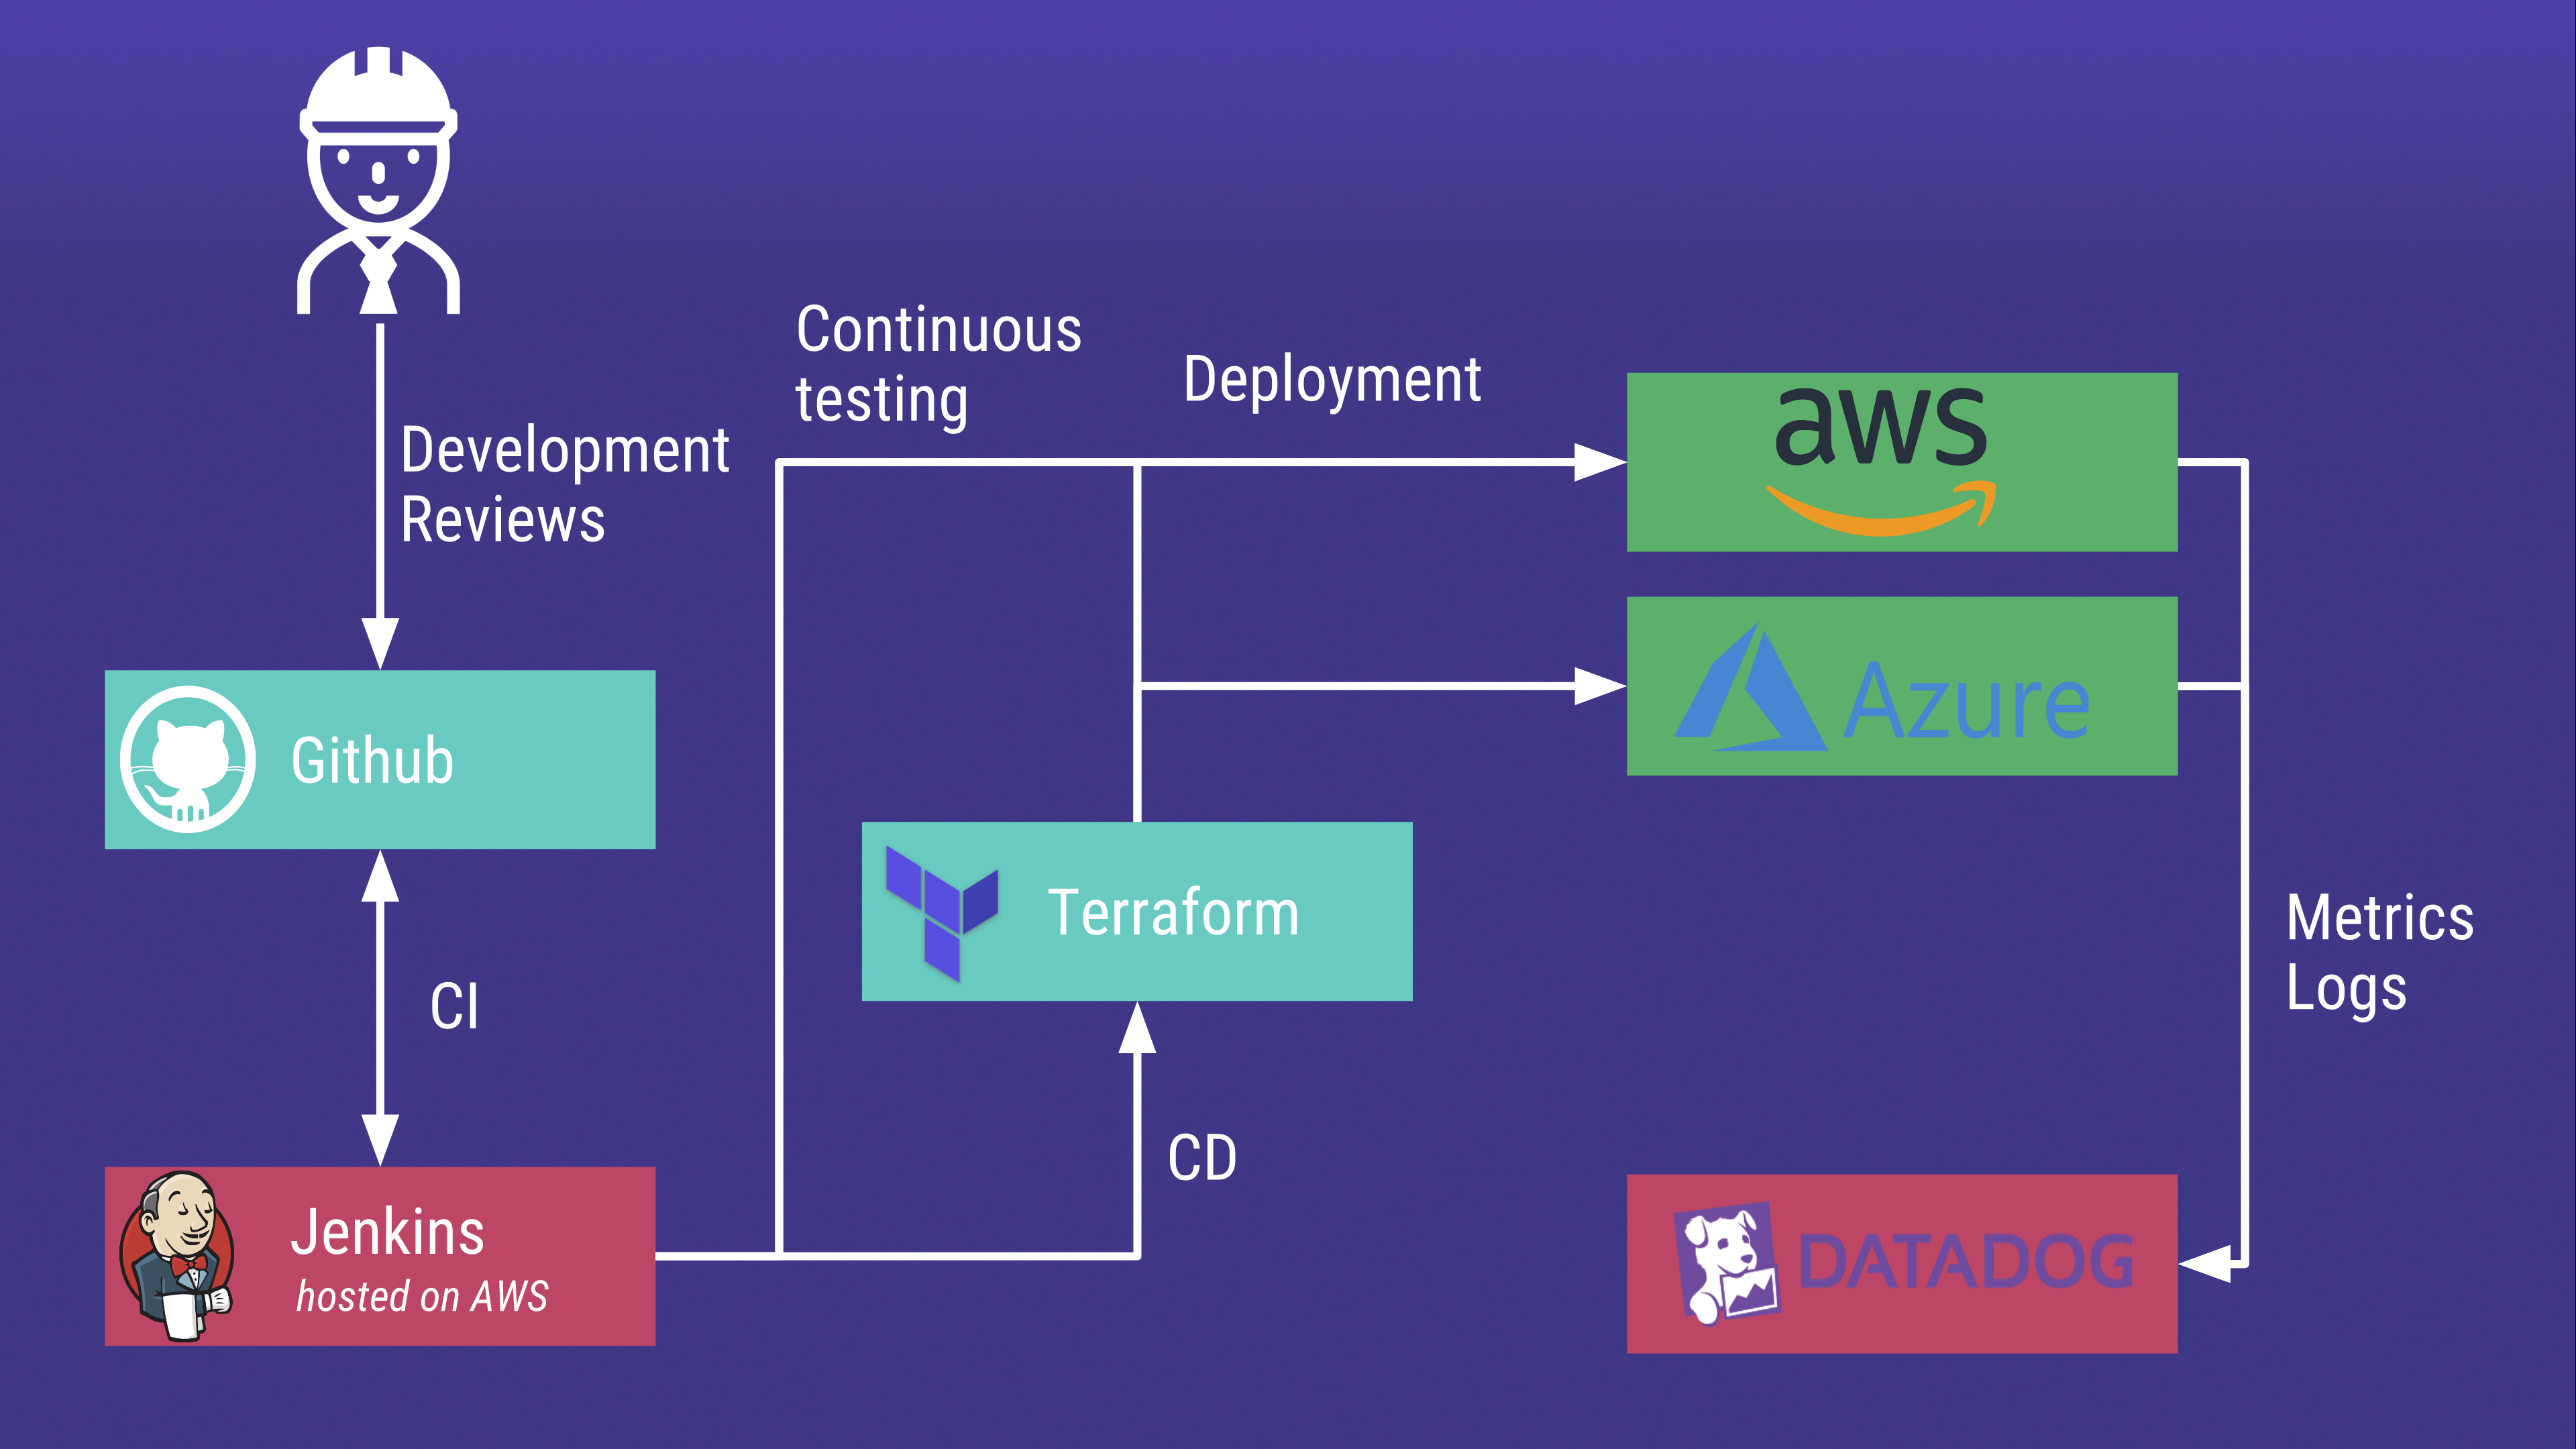 Continuous
testing
Deployment
aws
Development
Reviews
Azure
Github
Terraform
Metrics
Logs
CI
CD
Jenkins
hosted on AWS
DATADOG